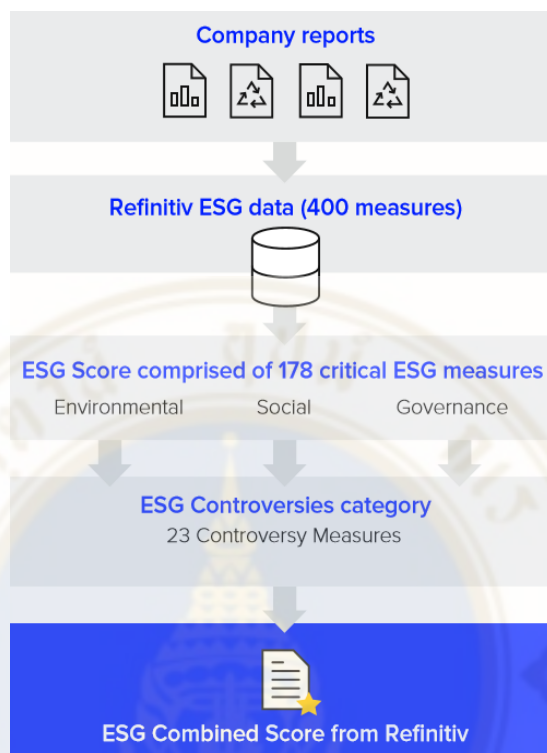 Company reports
Refinitiv ESG data (400 measures)
ESG Score comprised of 178 critical ESG measures
Environmental Social Governance
ESG Controversies category
23 Controversy Measures
ESG Combined Score from Refinitiv